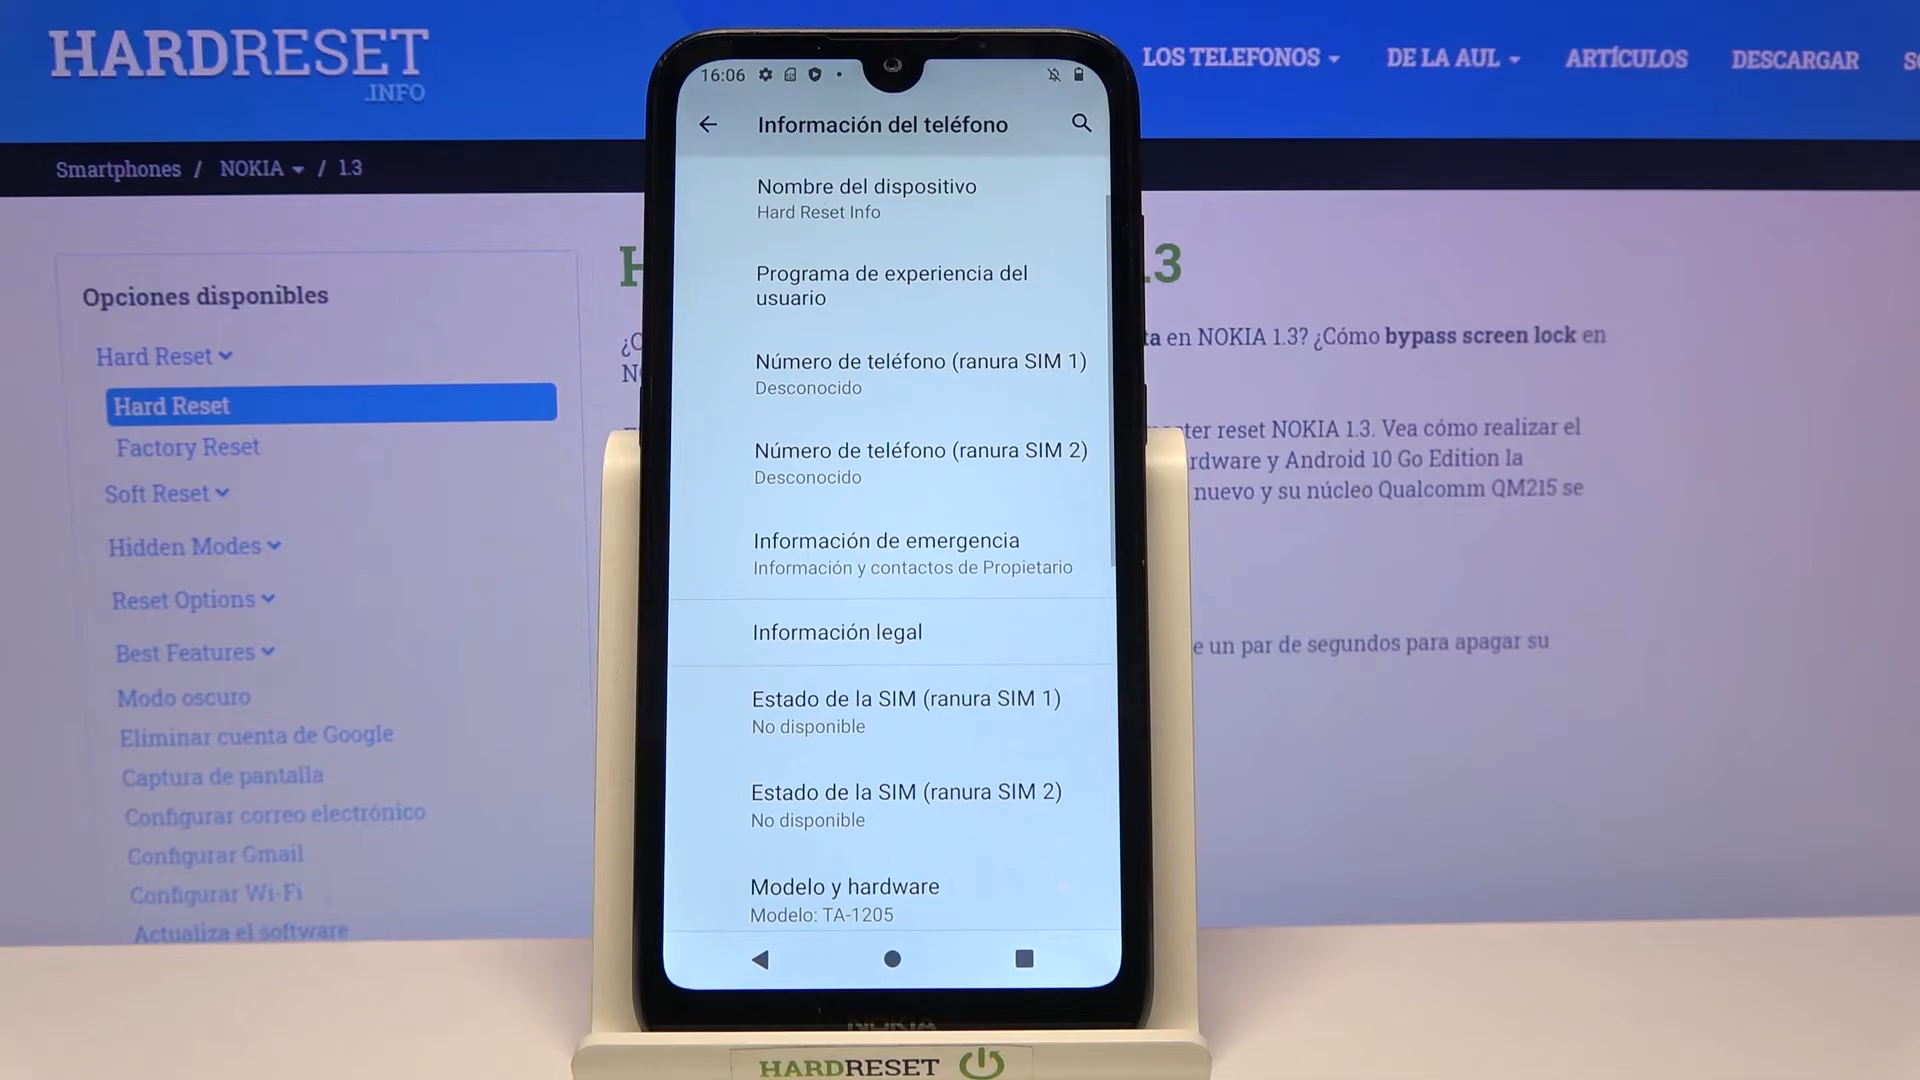 HARDRESET
.INFO
LOS TELEFONOS
DE LA AUL
ARTÍCULOS
DESCARGAR
Smartphones / NOKIA / 1.3
Opciones disponibles
Hard Reset
Hard Reset
Factory Reset
Soft Reset
Hidden Modes
Reset Options
Best Features
Modo oscuro
Eliminar cuenta de Google
Captura de pantalla
Configurar correo electrónico
Configurar Gmail
Configurar Wi-Fi
Actualiza el software
16:06
Información del teléfono
Nombre del dispositivo
Hard Reset Info
Programa de experiencia del
usuario
Número de teléfono (ranura SIM 1)
Desconocido
Número de teléfono (ranura SIM 2)
Desconocido
Información de emergencia
Información y contactos de Propietario
Información legal
Estado de la SIM (ranura SIM 1)
No disponible
Estado de la SIM (ranura SIM 2)
No disponible
Modelo y hardware
Modelo: TA-1205
NOKIA
HARDRESET
.3
en NOKIA 1.3? ¿Cómo bypass screen lock en
reset NOKIA 1.3. Vea cómo realizar el
y Android 10 Go Edition la
nuevo y su núcleo Qualcomm QM215 se
un par de segundos para apagar su